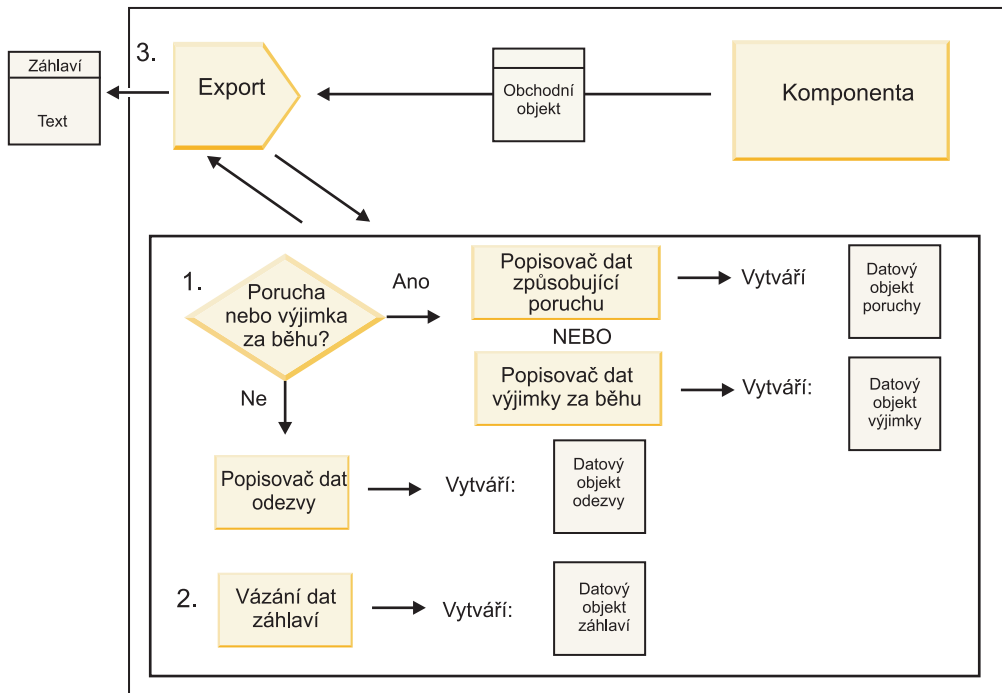 Záhlaví
Text
3.
Export
Obchodní
objekt
Komponenta
1.
Porucha
nebo výjimka
za běhu?
Ano
Popisovač dat
způsobující
poruchu
Vytváří
Datový
objekt
poruchy
NEBO
Popisovač dat
výjimky za běhu
Vytváří:
Datový
objekt
výjimky
Ne
Popisovač dat
odezvy
Vytváří:
Datový
objekt
odezvy
2.
Vázání dat
záhlaví
Vytváří:
Datový
objekt
záhlaví